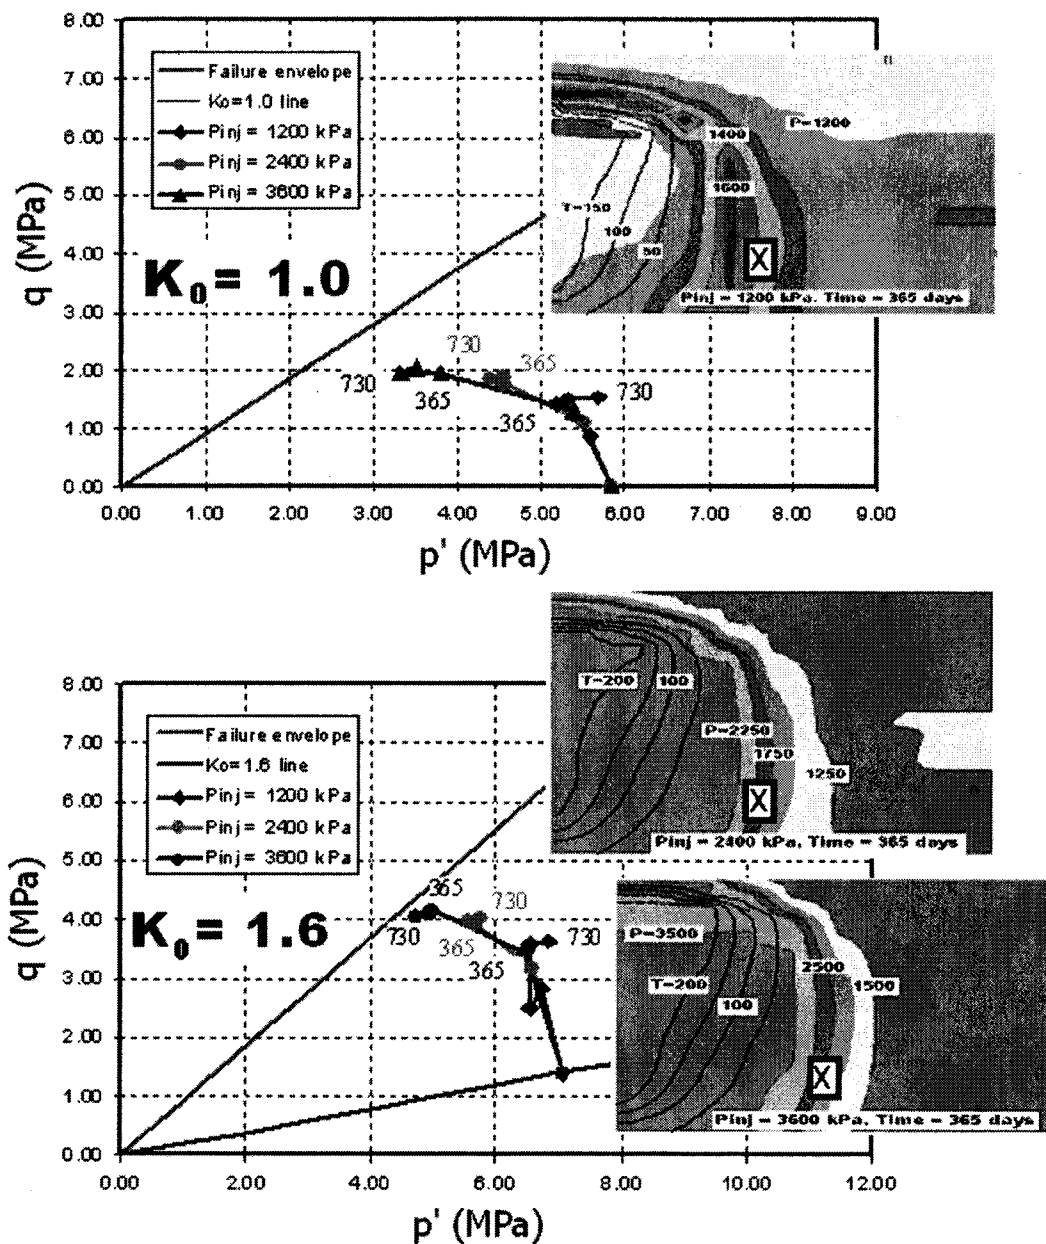 8.00
7.00
6.00
5.00
4.00
3.00
2.00
1.00
0.00
q (MPa)
Failure envelope
Ko=1.0 line
Pinj = 1200 kPa
Pinj = 2400 kPa
Pinj = 3600 kPa
K0 = 1.0
P=1200
1400
1600
T=150
100
50
X
Pinj = 1200 kPa, Time = 365 days
730
365
730
365
730
365
0.00 1.00 2.00 3.00 4.00 5.00 6.00 7.00 8.00 9.00
p' (MPa)
8.00
7.00
6.00
5.00
4.00
3.00
2.00
1.00
0.00
q (MPa)
Failure envelope
Ko=1.6 line
Pinj = 1200 kPa
Pinj = 2400 kPa
Pinj = 3600 kPa
K0 = 1.6
T=200
100
P=2250
1750
1250
X
Pinj = 2400 kPa, Time = 365 days
365
730
730
365
730
365
P=3500
2500
T=200
1500
100
X
Pinj = 3600 kPa, Time = 365 days
0.00 2.00 4.00 6.00 8.00 10.00 12.00
p' (MPa)